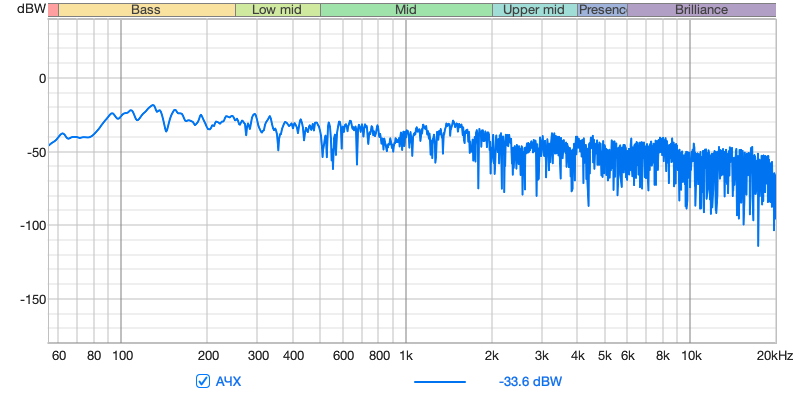 dBW Bass Low mid Mid Upper mid Presenc Brilliance
0
-50
-100
-150
60 80 100 200 300 400 600 800 1k 2k 3k 4k 5k 6k 8k 10k 20kHz
АЧХ -33.6 dBW